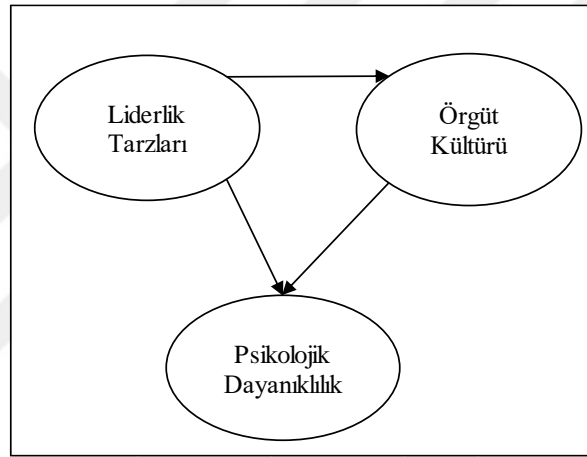 Liderlik
Tarzları
Örgüt
Kültürü
Psikolojik
Dayanıklılık